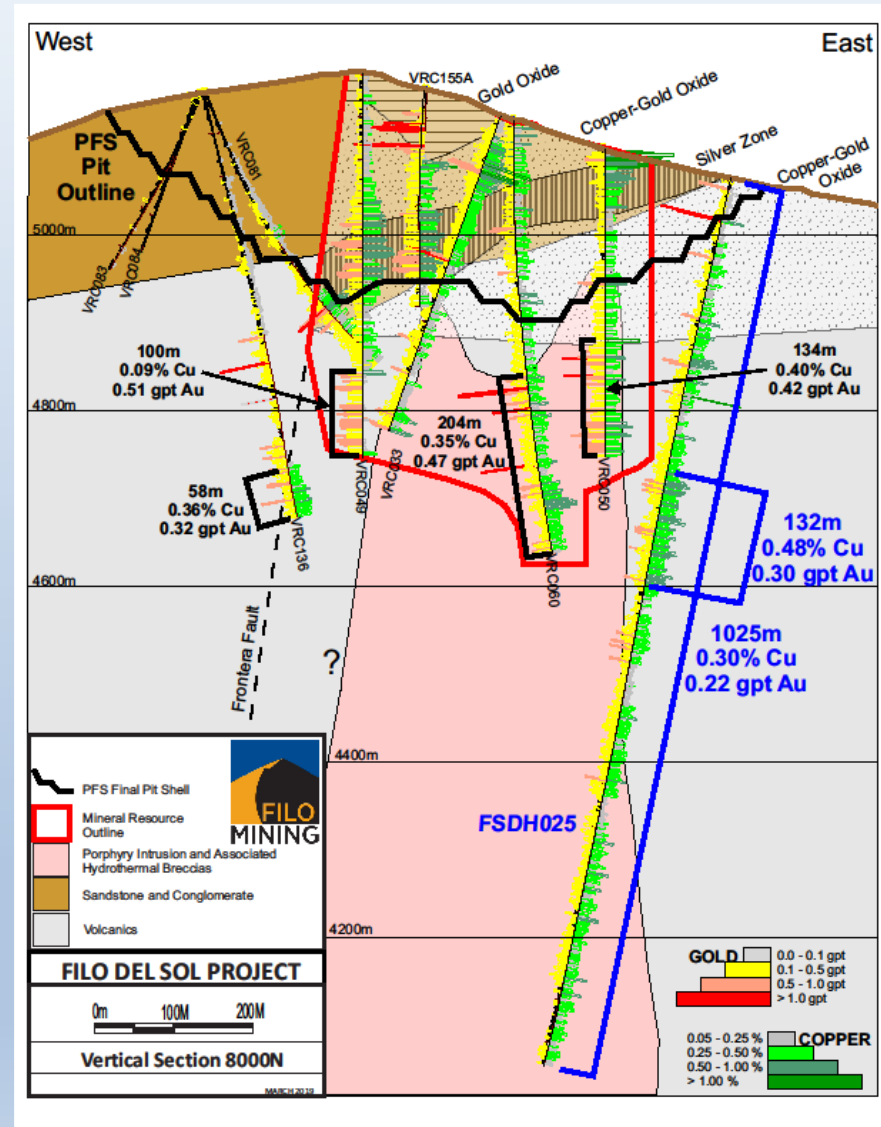 West
East
VRC155A
Gold Oxide
Copper-Gold Oxide
Silver Zone
Copper-Gold
Oxide
PFS
Pit
Outline
VRC081
5000m
VRC083
VRC084
100m
0.09% Cu
0.51 gpt Au
134m
0.40% Cu
0.42 gpt Au
4800m
204m
0.35% Cu
0.47 gpt Au
VRC049
VRC033
VRC050
58m
0.36% Cu
0.32 gpt Au
VRC136
VRC060
132m
0.48% Cu
0.30 gpt Au
4600m
1025m
0.30% Cu
0.22 gpt Au
Frontera Fault
?
4400m
FSDH025
4200m
PFS Final Pit Shell
Mineral Resource
Outline
Porphyry Intrusion and Associated
Hydrothermal Breccias
Sandstone and Conglomerate
Volcanics
FILO
MINING
FILO DEL SOL PROJECT
0m 100M 200M
Vertical Section 8000N
MARCH 2019
GOLD
0.0 - 0.1 gpt
0.1 - 0.5 gpt
0.5 - 1.0 gpt
> 1.0 gpt
COPPER
0.05 - 0.25 %
0.25 - 0.50 %
0.50 - 1.00 %
> 1.00 %